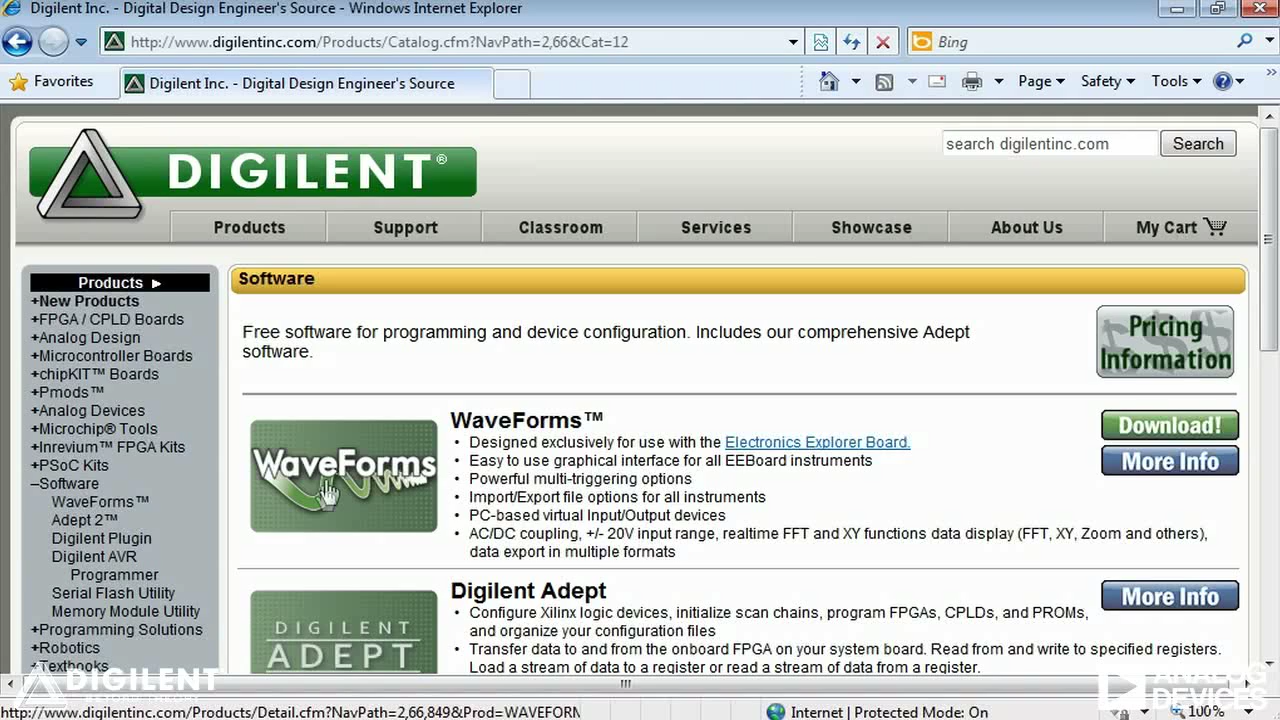 Digilent Inc. - Digital Design Engineer's Source - Windows Internet Explorer
http://www.digilentinc.com/Products/Catalog.cfm?NavPath=2,66&Cat=12
Bing
Favorites
Digilent Inc. - Digital Design Engineer's Source
Page
Safety
Tools
DIGILENT®
search digilentinc.com
Search
Products
Support
Classroom
Services
Showcase
About Us
My Cart
Products
+New Products
+FPGA / CPLD Boards
+Analog Design
+Microcontroller Boards
+chipKIT™ Boards
+Pmods™
+Analog Devices
+Microchip® Tools
+Inrevium™ FPGA Kits
+PSoC Kits
–Software
WaveForms™
Adept 2™
Digilent Plugin
Digilent AVR
Programmer
Serial Flash Utility
Memory Module Utility
+Programming Solutions
+Robotics
+Textbooks
Software
Free software for programming and device configuration. Includes our comprehensive Adept
software.
Pricing
Information
WaveForms
WaveForms™
• Designed exclusively for use with the Electronics Explorer Board.
• Easy to use graphical interface for all EEBoard instruments
• Powerful multi-triggering options
• Import/Export file options for all instruments
• PC-based virtual Input/Output devices
• AC/DC coupling, +/- 20V input range, realtime FFT and XY functions data display (FFT, XY, Zoom and others),
data export in multiple formats
Download!
More Info
DIGILENT
ADEPT
Digilent Adept
• Configure Xilinx logic devices, initialize scan chains, program FPGAs, CPLDs, and PROMs,
and organize your configuration files
• Transfer data to and from the onboard FPGA on your system board. Read from and write to specified registers.
Load a stream of data to a register or read a stream of data from a register.
More Info
DIGILENT
BEYOND THEORY
ANALOG
DEVICES
http://www.digilentinc.com/Products/Detail.cfm?NavPath=2,66,849&Prod=WAVEFORM
Internet | Protected Mode: On
100%